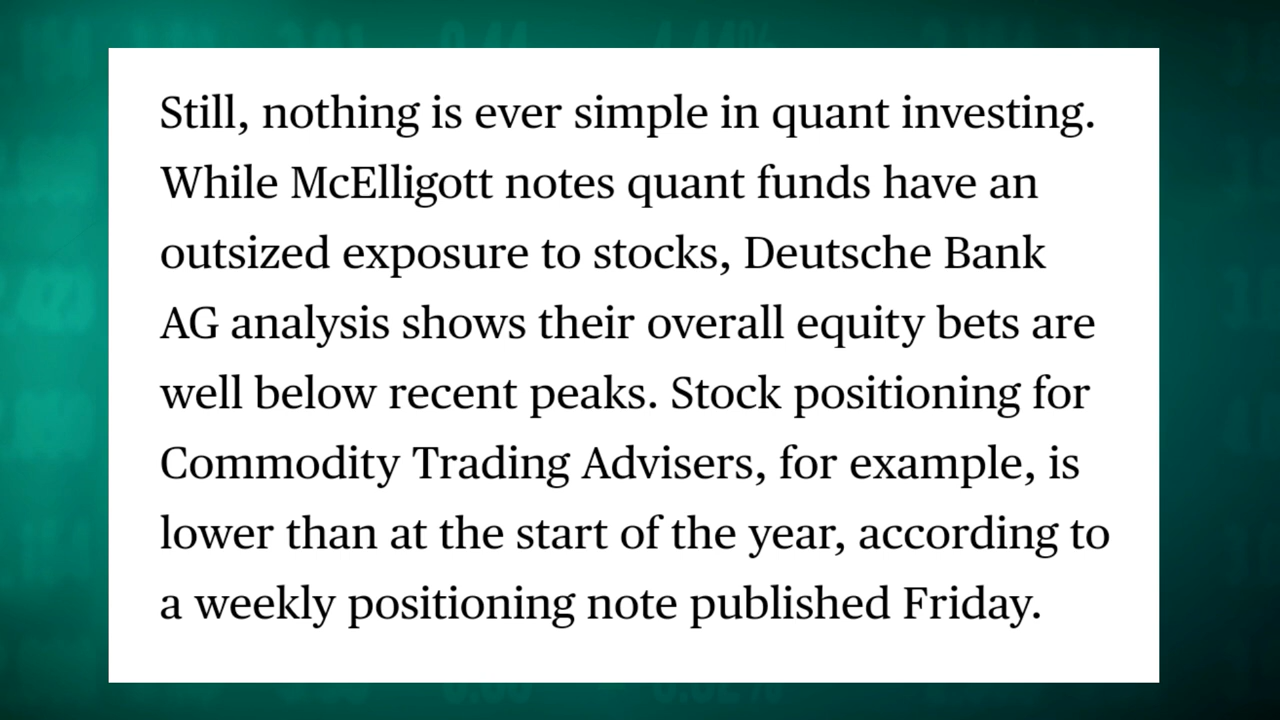 Still, nothing is ever simple in quant investing.
While McElligott notes quant funds have an
outsized exposure to stocks, Deutsche Bank
AG analysis shows their overall equity bets are
well below recent peaks. Stock positioning for
Commodity Trading Advisers, for example, is
lower than at the start of the year, according to
a weekly positioning note published Friday.